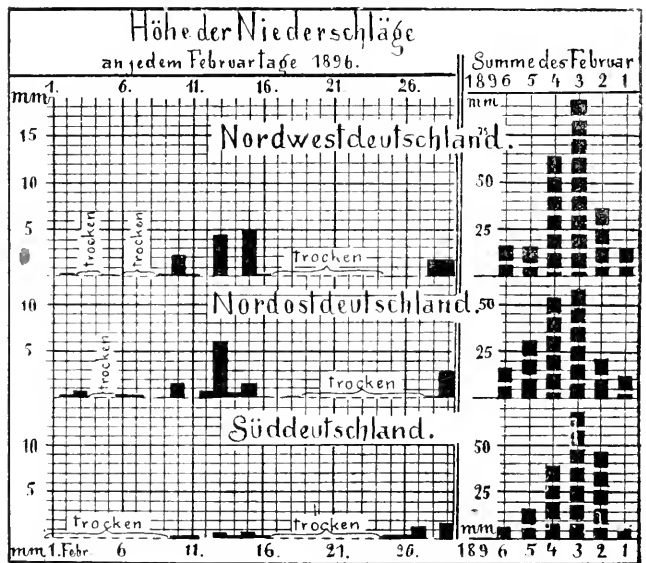 Höhe der Niederschläge
an jedem Februartage 1896.
Summe des Februar
1. 6. 11. 16. 21. 26.
1896 5 4 3 2 1
mm
mm
Nordwestdeutschland.
15
75
10
50
5
25
trocken
trocken
trocken
Nordostdeutschland.
10
50
5
25
trocken
trocken
Süddeutschland.
10
50
5
25
trocken
trocken
mm
mm 1. Febr. 6 11. 16. 21. 26.
189 6 5 4 3 2 1